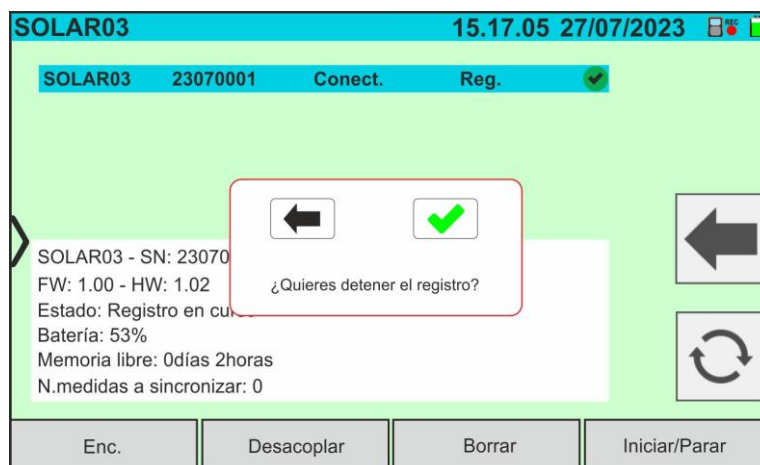 SOLAR03 15.17.05 27/07/2023 REC
SOLAR03 23070001 Conect. Reg.
¿Quieres detener el registro?
SOLAR03 - SN: 23070
FW: 1.00 - HW: 1.02
Estado: Registro en curso
Batería: 53%
Memoria libre: 0días 2horas
N.medidas a sincronizar: 0
Enc. Desacoplar Borrar Iniciar/Parar